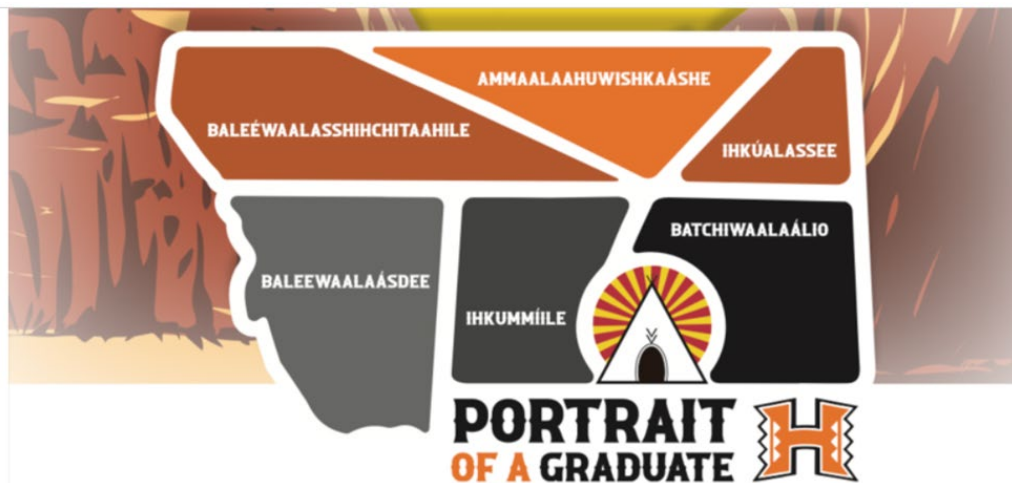 AMMAALAAHUWISHKAÁSHE
BALEÉWAALASSHIHCHITAAHILE
IHKÚALASSEE
BATCHIWAALAÁLIO
BALEEWAALAÁSDEE
IHKUMMÍILE
PORTRAIT
OF A GRADUATE
H